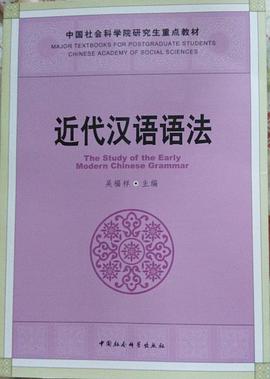 中国社会科学院研究生重点教材
MAJOR TEXTBOOKS FOR POSTGRADUATE STUDENTS
CHINESE ACADEMY OF SOCIAL SCIENCES
近代汉语语法
The Study of the Early
Modern Chinese Grammar
吴福祥·主编
中国社会科学出版社